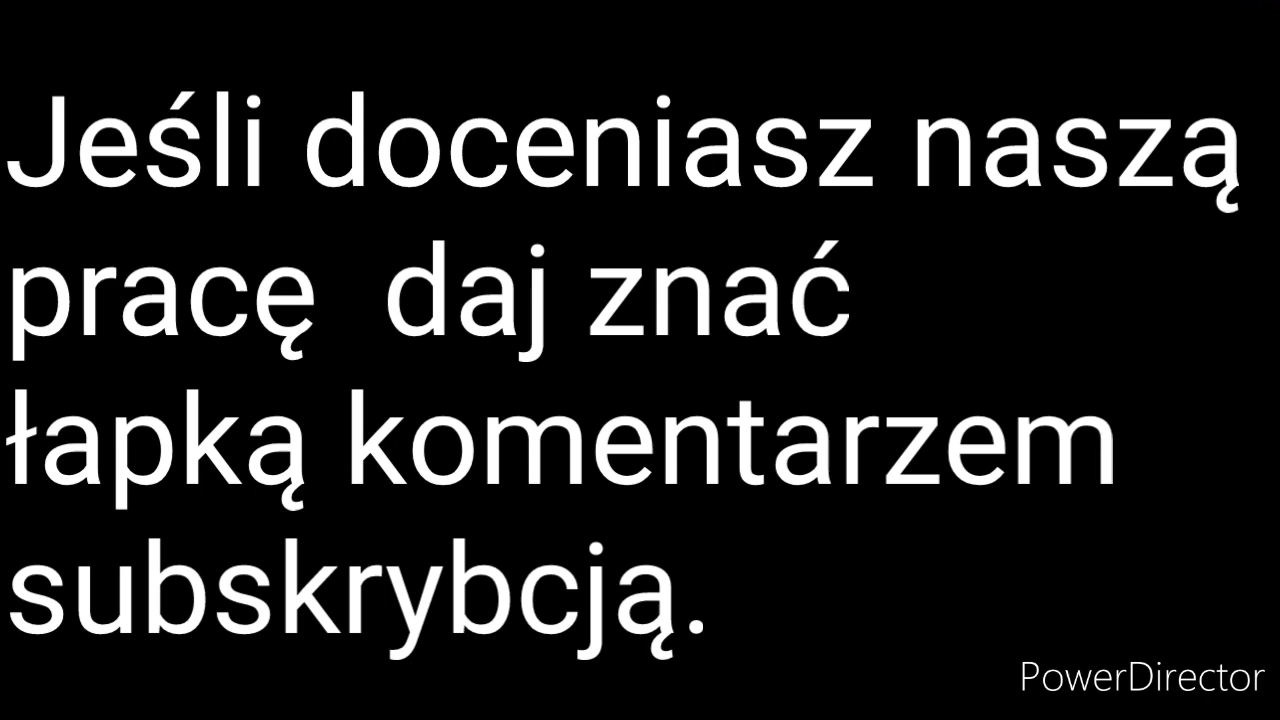 Jeśli doceniasz naszą
pracę  daj znać
łapką komentarzem
subskrybcją.
PowerDirector